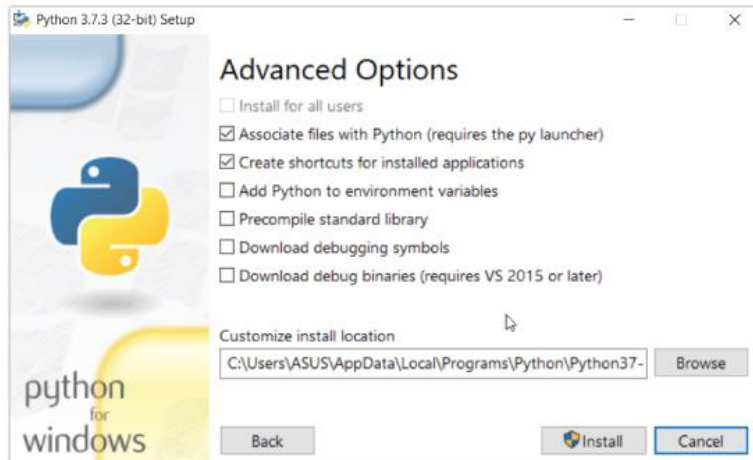 Python 3.7.3 (32-bit) Setup
Advanced Options
Install for all users
Associate files with Python (requires the py launcher)
Create shortcuts for installed applications
Add Python to environment variables
Precompile standard library
Download debugging symbols
Download debug binaries (requires VS 2015 or later)
Customize install location
C:\Users\ASUS\AppData\Local\Programs\Python\Python37-
Browse
python
for
windows
Back
Install
Cancel